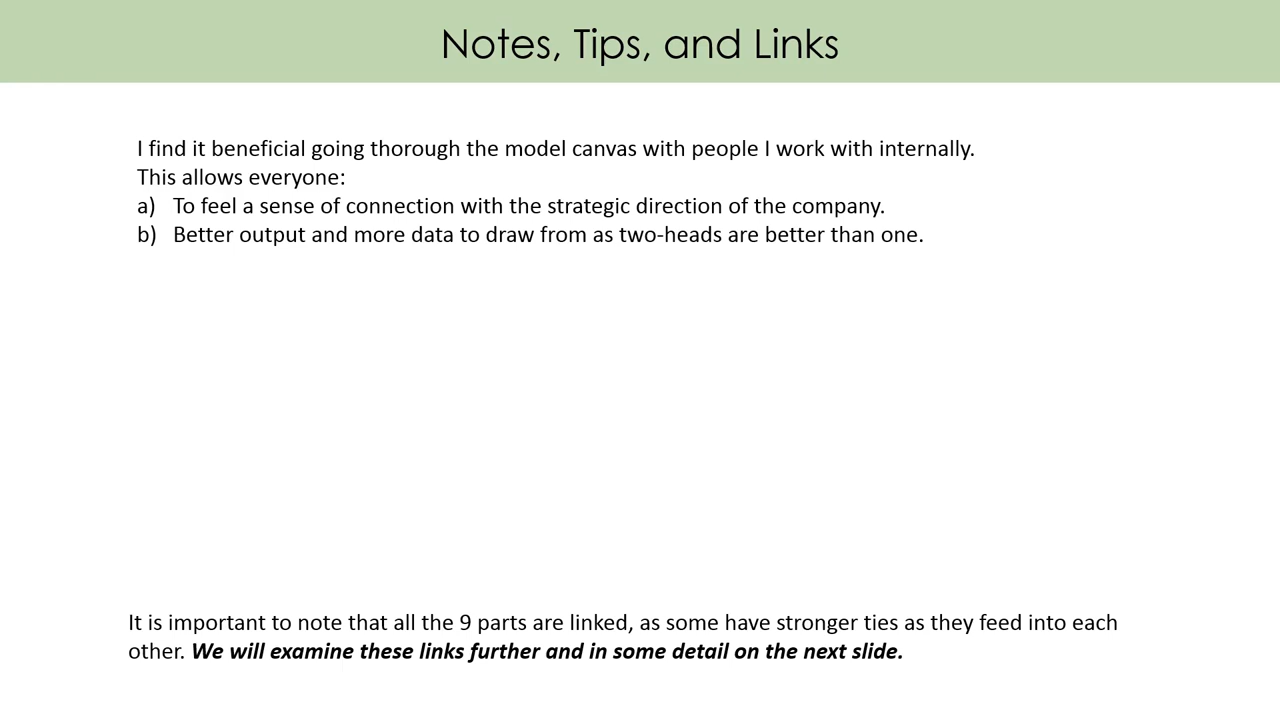 Notes, Tips, and Links
I find it beneficial going thorough the model canvas with people I work with internally.
This allows everyone:
a) To feel a sense of connection with the strategic direction of the company.
b) Better output and more data to draw from as two-heads are better than one.
It is important to note that all the 9 parts are linked, as some have stronger ties as they feed into each
other. We will examine these links further and in some detail on the next slide.